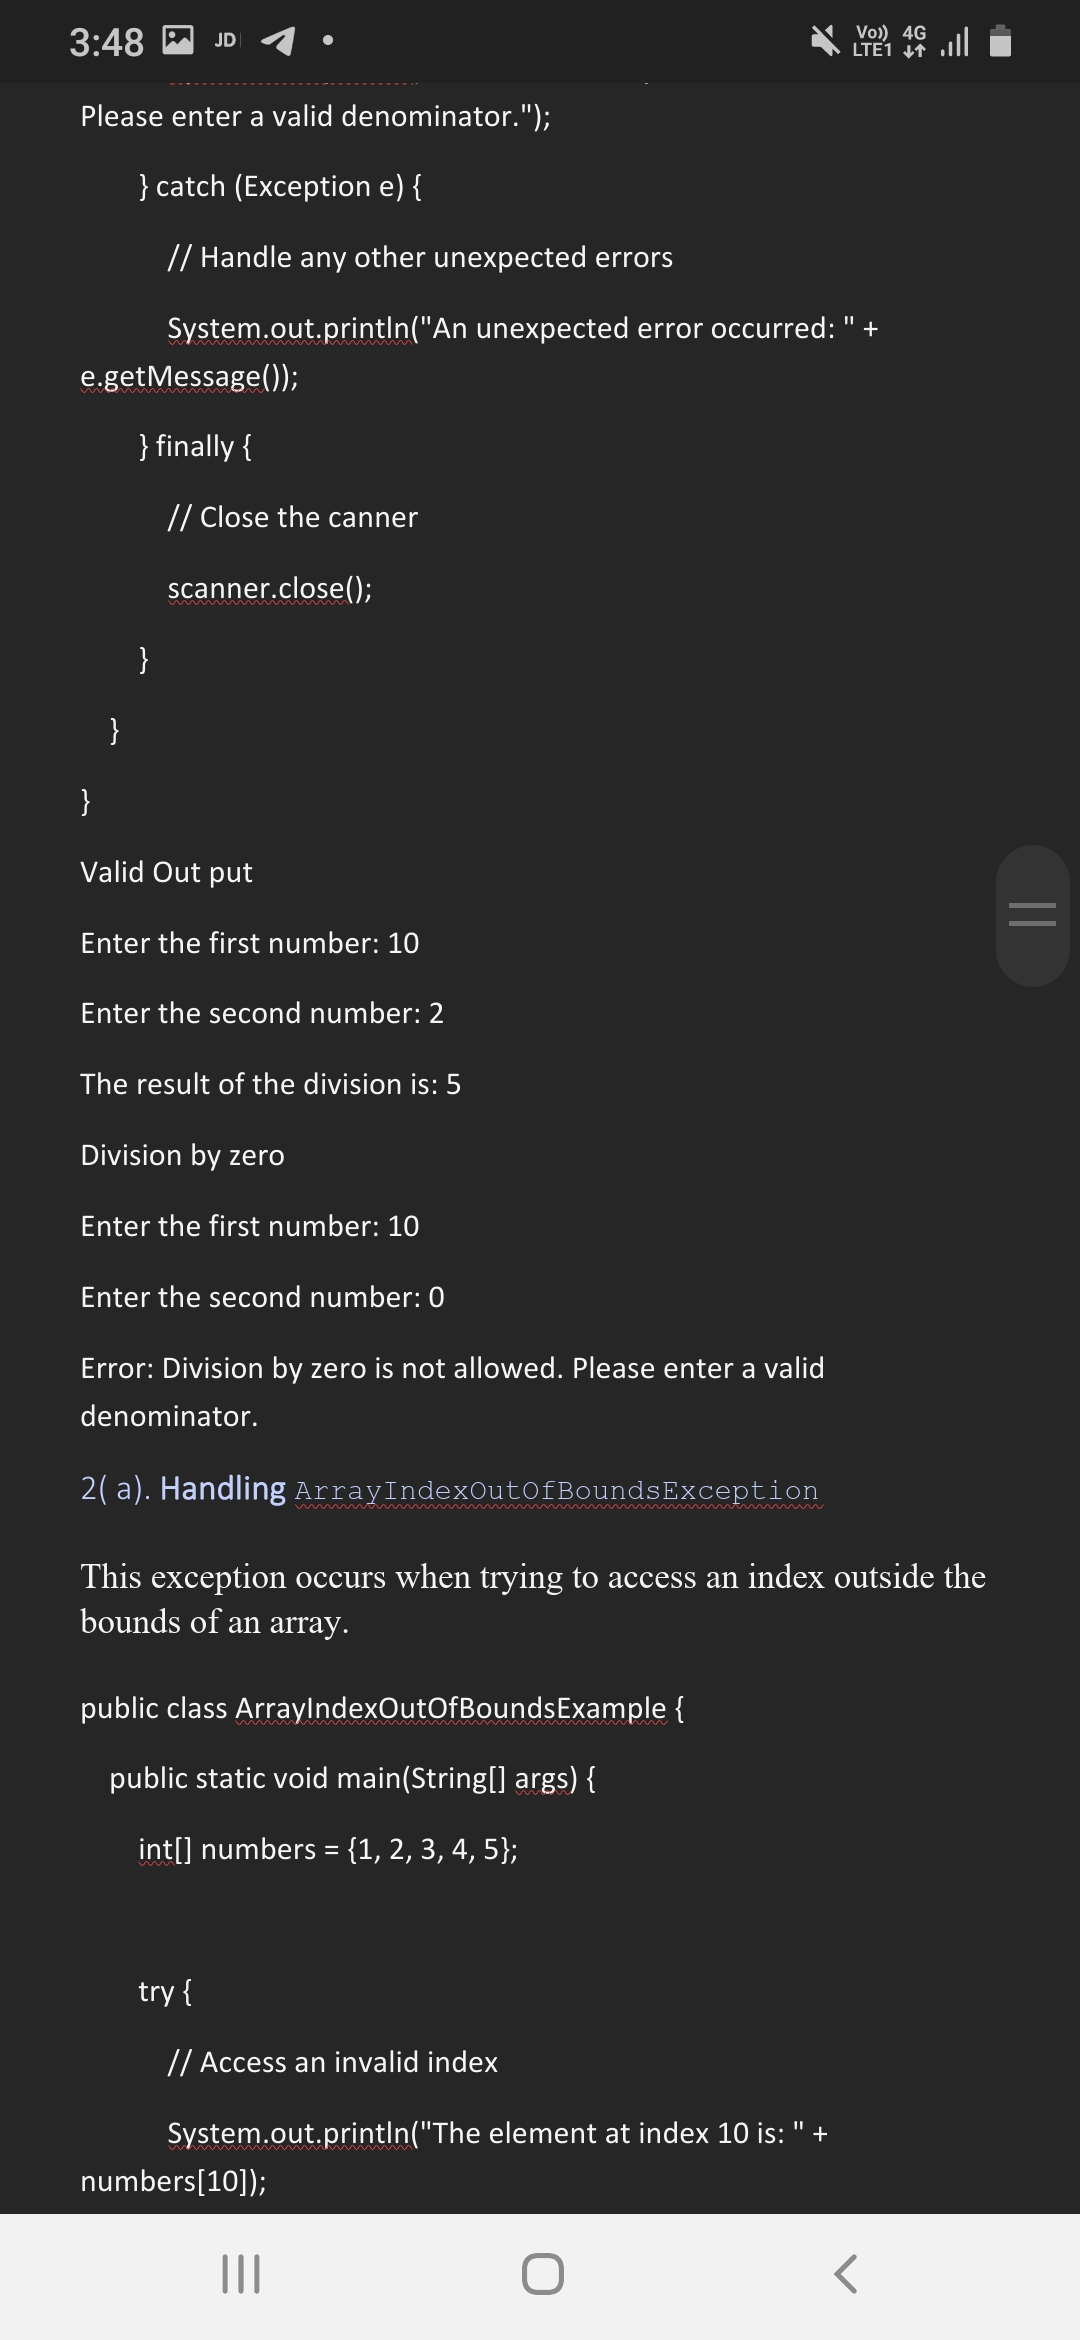 3:48 JD Vo)) 4G
LTE1
Please enter a valid denominator.");
} catch (Exception e) {
// Handle any other unexpected errors
System.out.println("An unexpected error occurred: " +
e.getMessage());
} finally {
// Close the canner
scanner.close();
}
}
}
Valid Out put
Enter the first number: 10
Enter the second number: 2
The result of the division is: 5
Division by zero
Enter the first number: 10
Enter the second number: 0
Error: Division by zero is not allowed. Please enter a valid
denominator.
2( a). Handling ArrayIndexOutOfBoundsException
This exception occurs when trying to access an index outside the
bounds of an array.
public class ArrayIndexOutOfBoundsExample {
public static void main(String[] args) {
int[] numbers = {1, 2, 3, 4, 5};
try {
// Access an invalid index
System.out.println("The element at index 10 is: " +
numbers[10]);